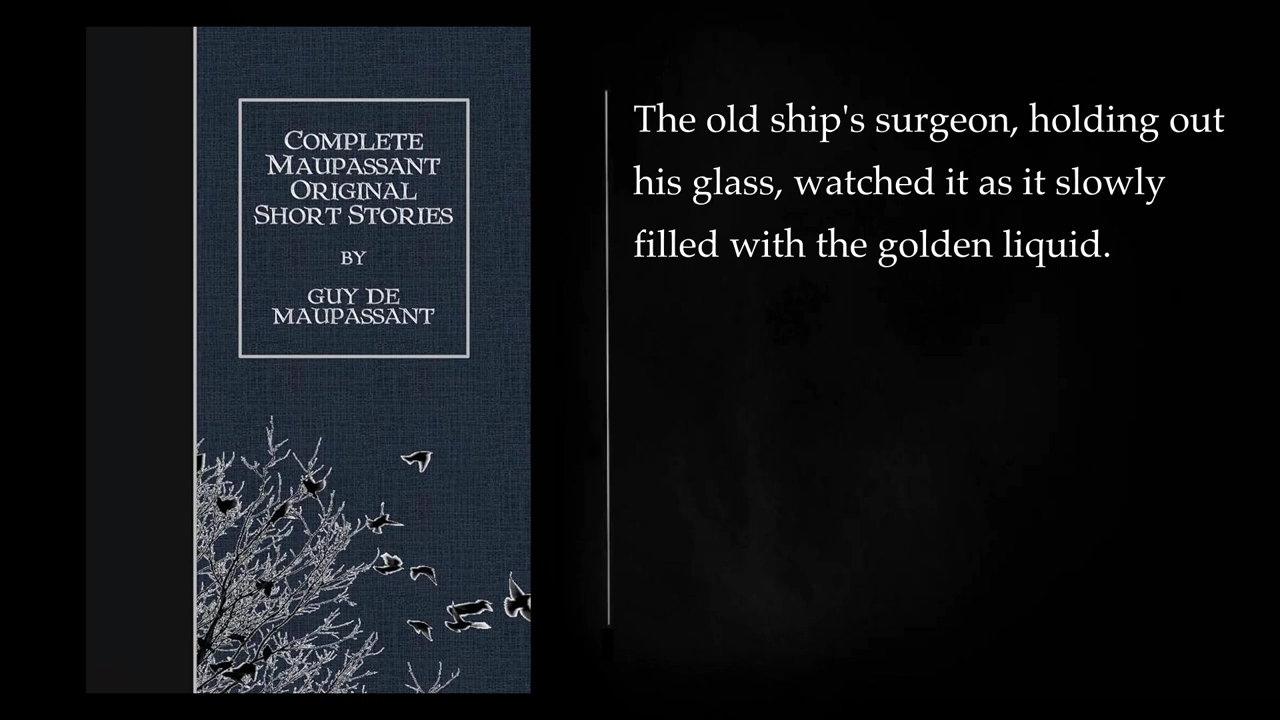 COMPLETE
MAUPASSANT
ORIGINAL
SHORT STORIES
BY
GUY DE
MAUPASSANT
The old ship's surgeon, holding out
his glass, watched it as it slowly
filled with the golden liquid.